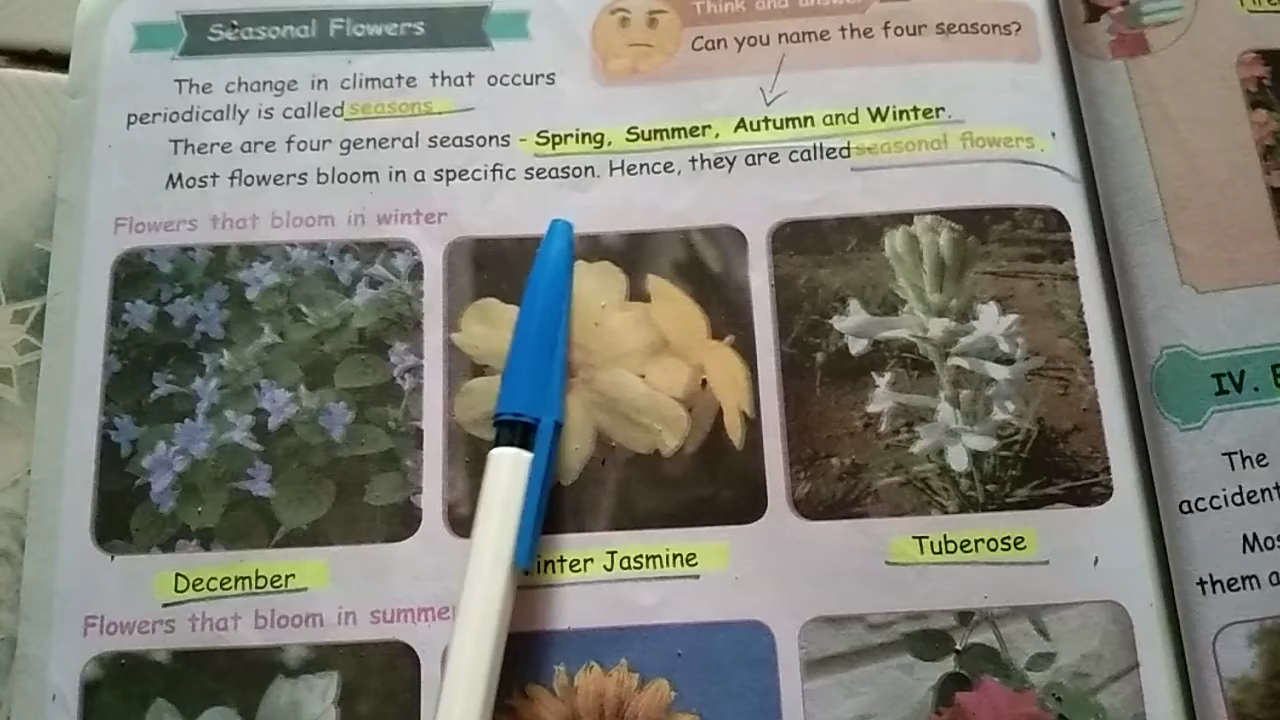 Seasonal Flowers
Think and answer
Can you name the four seasons?
The change in climate that occurs
periodically is called seasons.
There are four general seasons - Spring, Summer, Autumn and Winter.
Most flowers bloom in a specific season. Hence, they are called seasonal flowers.
Flowers that bloom in winter
December
inter Jasmine
Tuberose
Flowers that bloom in summe
IV. E
The
accident
Mos
them a